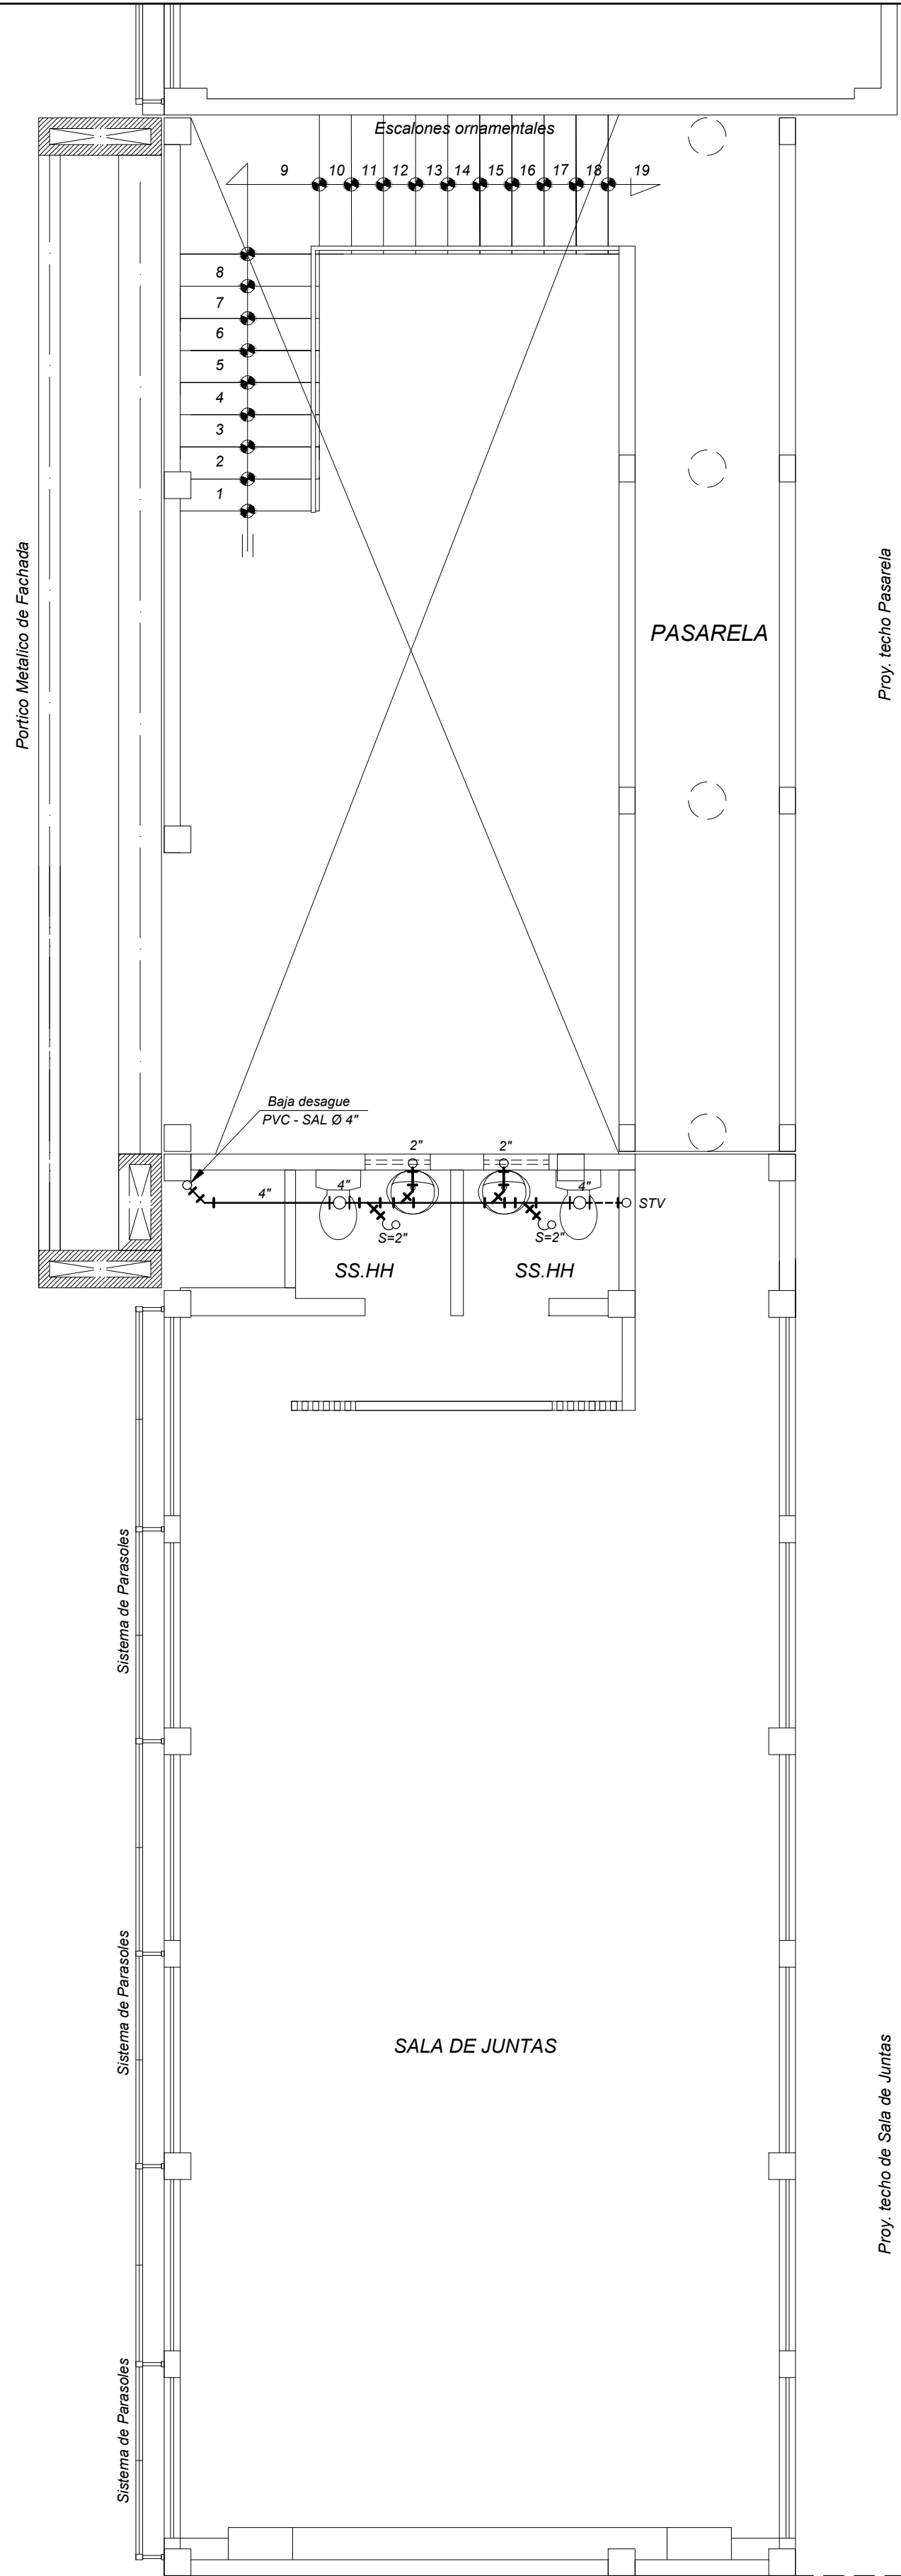 Escalones ornamentales
9 10 11 12 13 14 15 16 17 18 19
8
7
6
5
4
3
2
1
Portico Metalico de Fachada
PASARELA
Proy. techo Pasarela
Baja desague
PVC - SAL Ø 4"
2" 2"
4" 4" 4"
STV
S=2" S=2"
SS.HH SS.HH
Sistema de Parasoles
Sistema de Parasoles
SALA DE JUNTAS
Proy. techo de Sala de Juntas
Sistema de Parasoles